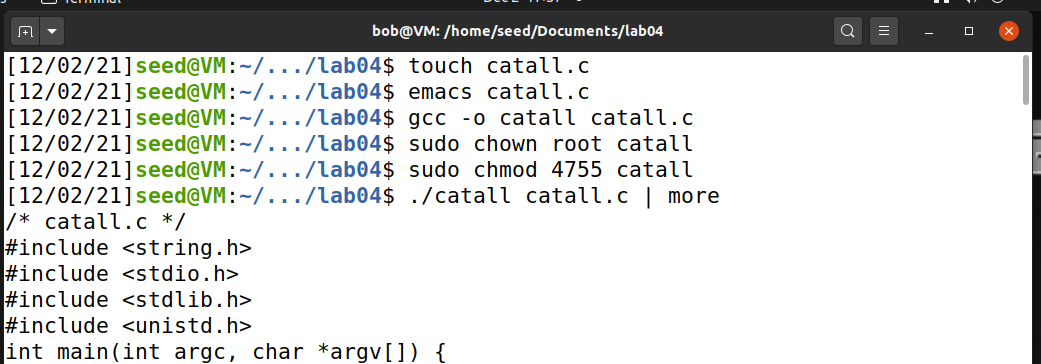 bob@VM: /home/seed/Documents/lab04
[12/02/21]seed@VM:~/.../lab04$ touch catall.c
[12/02/21]seed@VM:~/.../lab04$ emacs catall.c
[12/02/21]seed@VM:~/.../lab04$ gcc -o catall catall.c
[12/02/21]seed@VM:~/.../lab04$ sudo chown root catall
[12/02/21]seed@VM:~/.../lab04$ sudo chmod 4755 catall
[12/02/21]seed@VM:~/.../lab04$ ./catall catall.c | more
/* catall.c */
#include <string.h>
#include <stdio.h>
#include <stdlib.h>
#include <unistd.h>
int main(int argc, char *argv[]) {